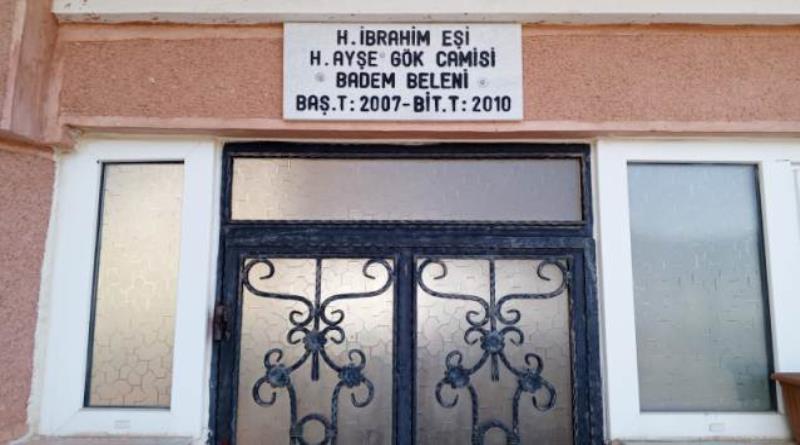 H. İBRAHİM EŞİ
H. AYŞE GÖK CAMİSİ
BADEM BELENİ
BAŞ.T: 2007-BİT.T: 2010